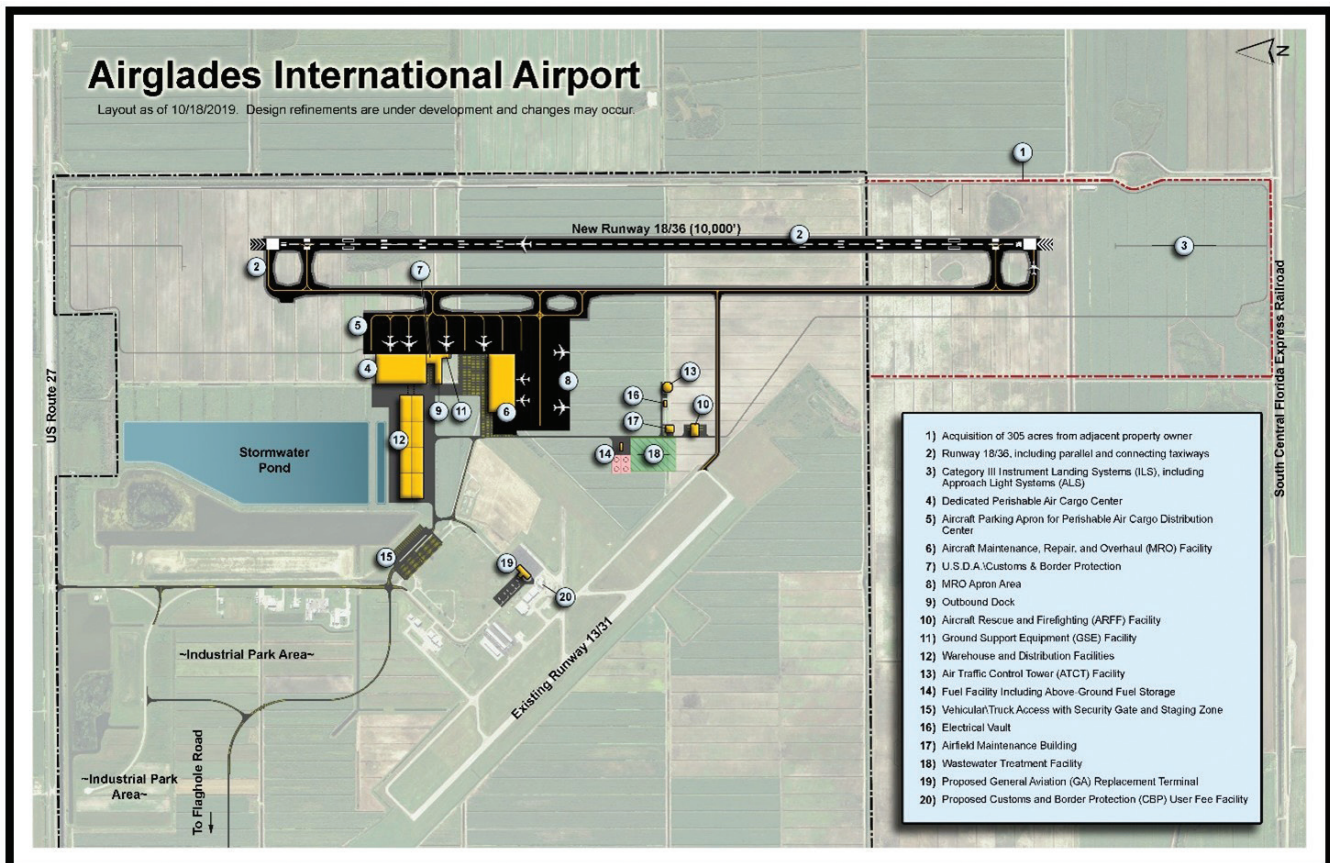 Airglades International Airport
Layout as of 10/18/2019. Design refinements are under development and changes may occur.
N
1
New Runway 18/36 (10,000')
2
3
2
7
5
4
8
13
16
10
9
11
6
17
12
14
18
US Route 27
South Central Florida Express Railroad
Stormwater
Pond
15
19
20
Existing Runway 13/31
~Industrial Park Area~
~Industrial Park
Area~
To Flaghole Road
1) Acquisition of 305 acres from adjacent property owner
2) Runway 18/36, including parallel and connecting taxiways
3) Category III Instrument Landing Systems (ILS), including
Approach Light Systems (ALS)
4) Dedicated Perishable Air Cargo Center
5) Aircraft Parking Apron for Perishable Air Cargo Distribution
Center
6) Aircraft Maintenance, Repair, and Overhaul (MRO) Facility
7) U.S.D.A.\Customs & Border Protection
8) MRO Apron Area
9) Outbound Dock
10) Aircraft Rescue and Firefighting (ARFF) Facility
11) Ground Support Equipment (GSE) Facility
12) Warehouse and Distribution Facilities
13) Air Traffic Control Tower (ATCT) Facility
14) Fuel Facility Including Above-Ground Fuel Storage
15) Vehicular\Truck Access with Security Gate and Staging Zone
16) Electrical Vault
17) Airfield Maintenance Building
18) Wastewater Treatment Facility
19) Proposed General Aviation (GA) Replacement Terminal
20) Proposed Customs and Border Protection (CBP) User Fee Facility